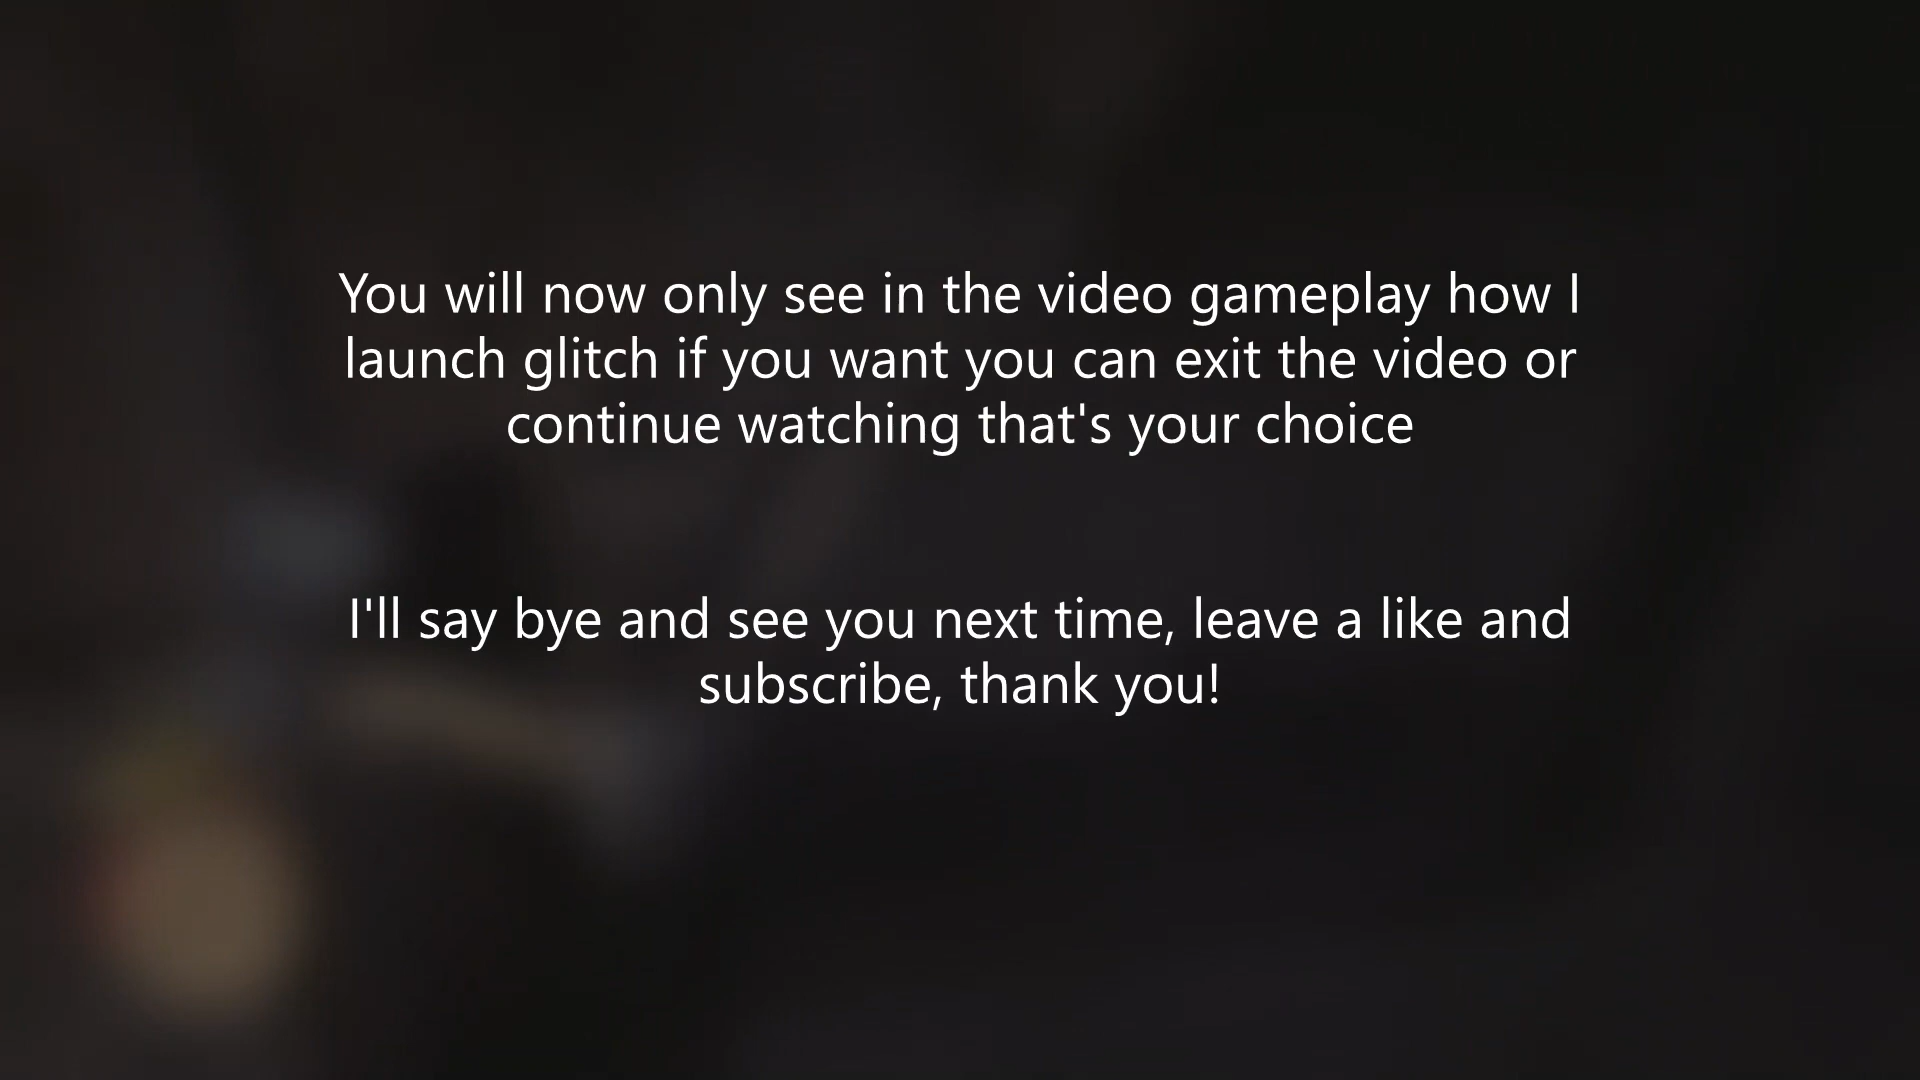 You will now only see in the video gameplay how I
launch glitch if you want you can exit the video or
continue watching that's your choice
I'll say bye and see you next time, leave a like and
subscribe, thank you!